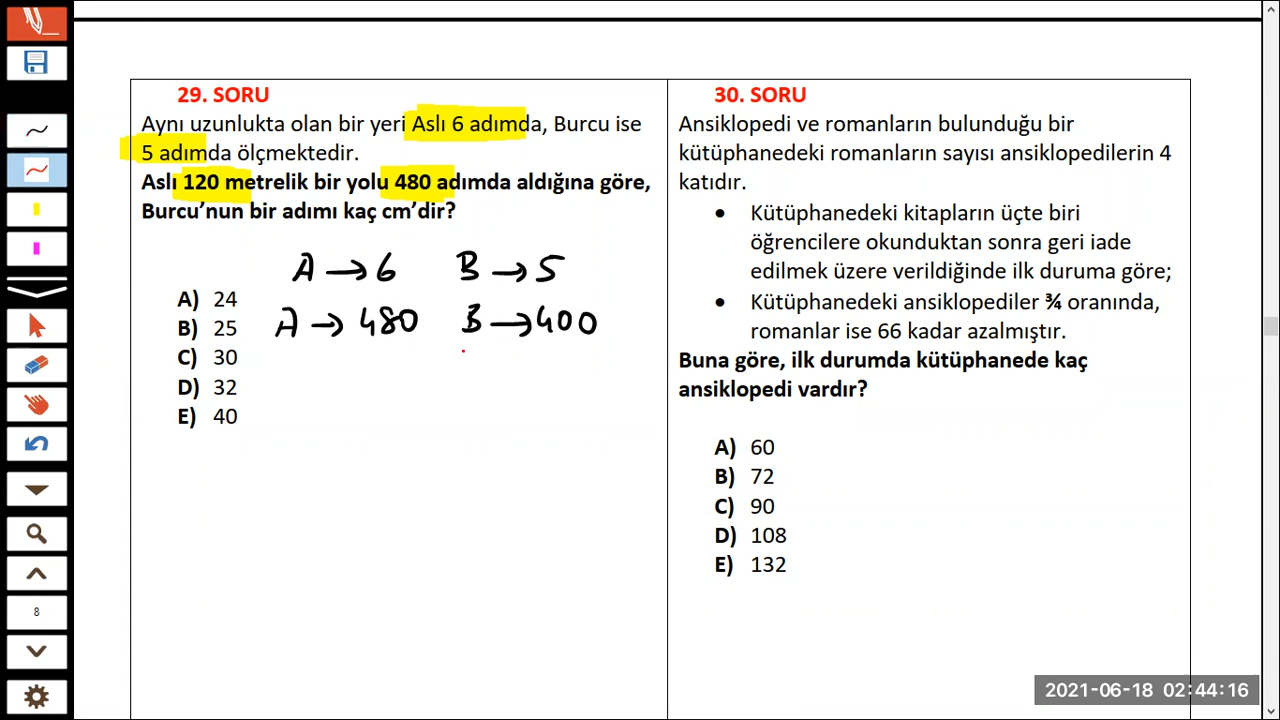 29. SORU
Aynı uzunlukta olan bir yeri Aslı 6 adımda, Burcu ise
5 adımda ölçmektedir.
Aslı 120 metrelik bir yolu 480 adımda aldığına göre,
Burcu’nun bir adımı kaç cm’dir?
A → 6 B → 5
A → 480 B → 400
A) 24
B) 25
C) 30
D) 32
E) 40
30. SORU
Ansiklopedi ve romanların bulunduğu bir
kütüphanedeki romanların sayısı ansiklopedilerin 4
katıdır.
• Kütüphanedeki kitapların üçte biri
öğrencilere okunduktan sonra geri iade
edilmek üzere verildiğinde ilk duruma göre;
• Kütüphanedeki ansiklopediler ¾ oranında,
romanlar ise 66 kadar azalmıştır.
Buna göre, ilk durumda kütüphanede kaç
ansiklopedi vardır?
A) 60
B) 72
C) 90
D) 108
E) 132
8
2021-06-18 02:44:16